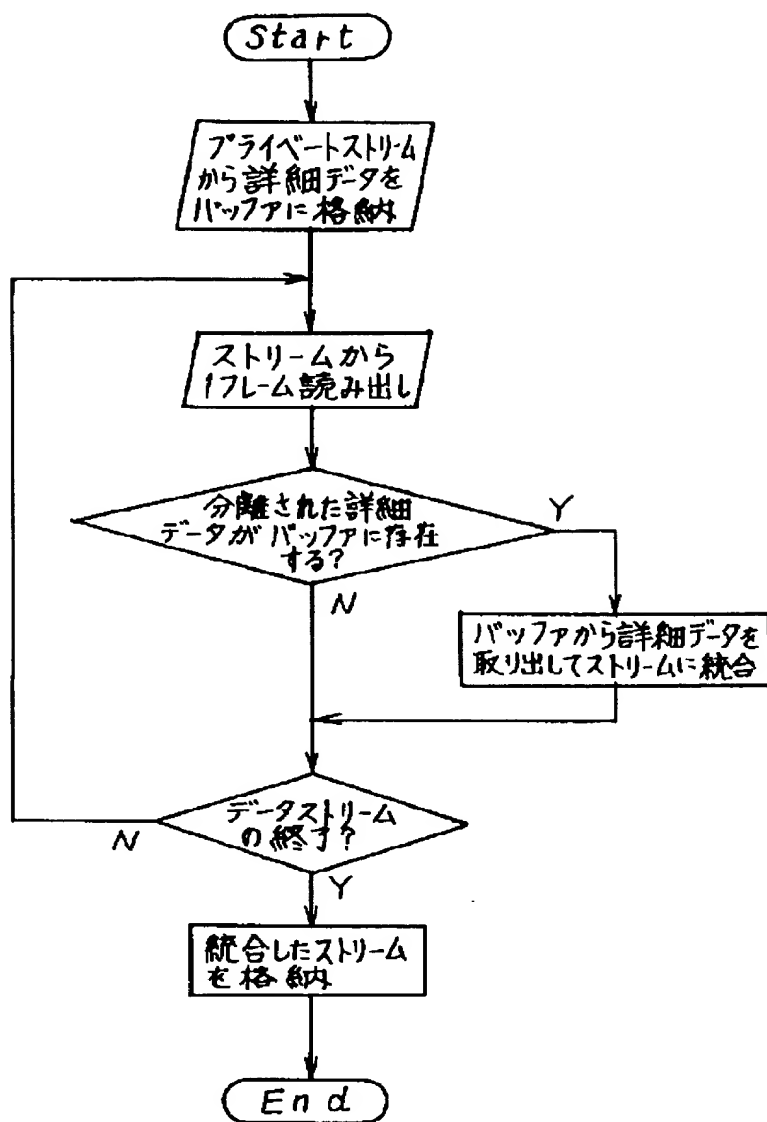 Start
プライベートストリーム
から詳細データを
バッファに格納
ストリームから
1フレーム読み出し
分離された詳細
データがバッファに存在
する?
Y
N
バッファから詳細データを
取り出してストリームに統合
データストリーム
の終了?
N
Y
統合したストリーム
を格納
End